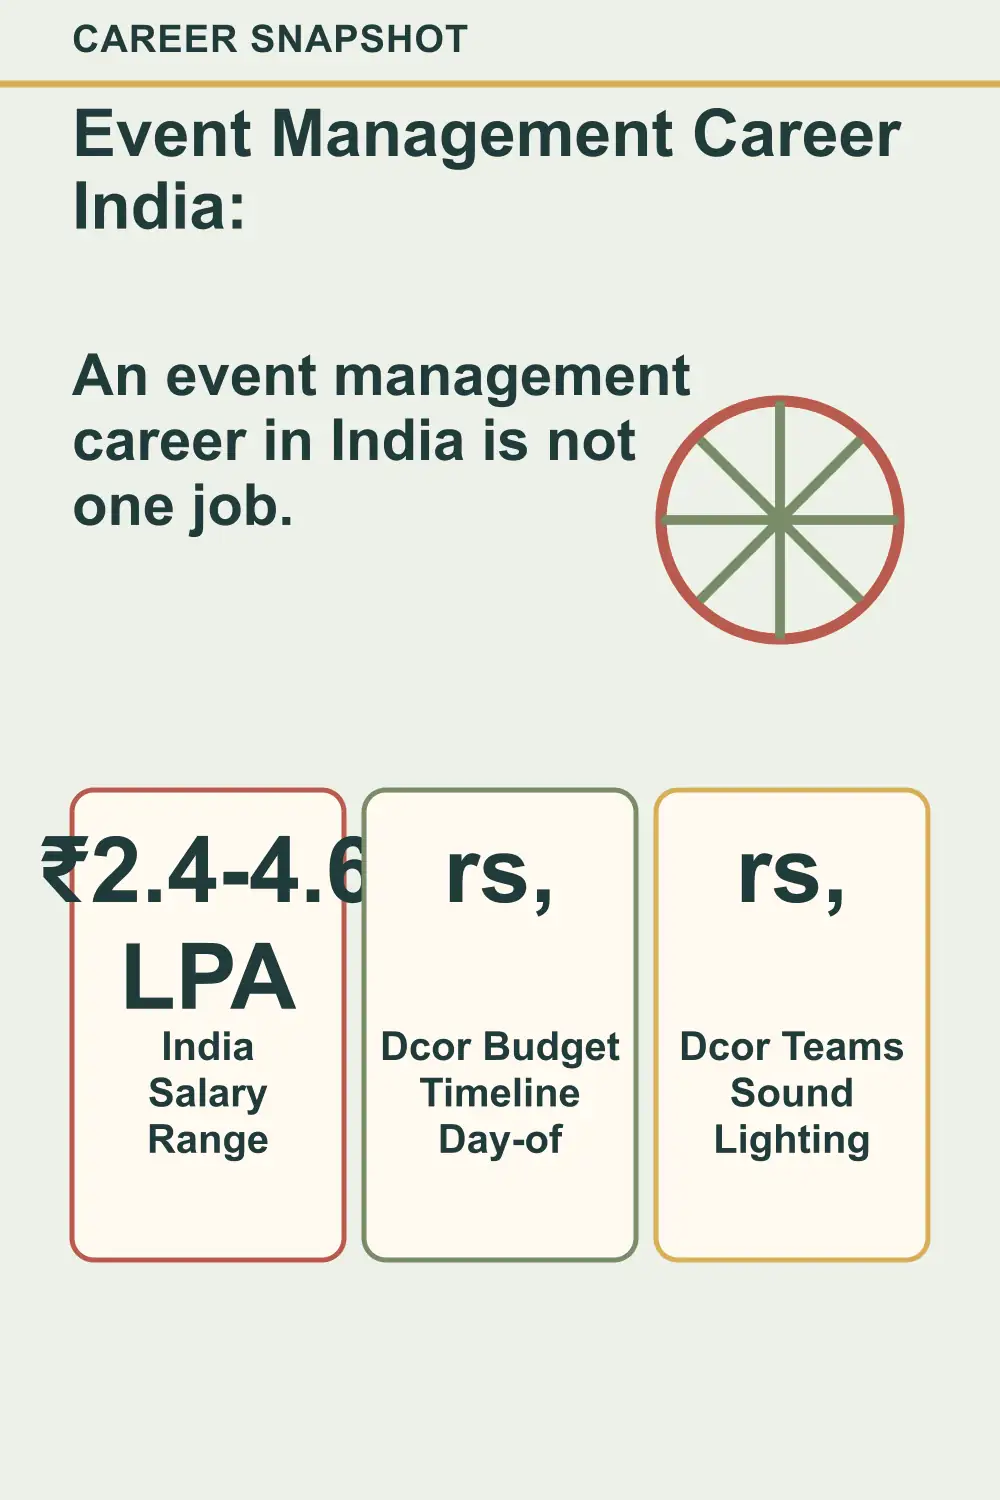 CAREER SNAPSHOT
Event Management Career
India:
An event management
career in India is not
one job.
₹2.4-4.6
LPA
India
Salary
Range
rs,
Dcor Budget
Timeline
Day-of
rs,
Dcor Teams
Sound
Lighting